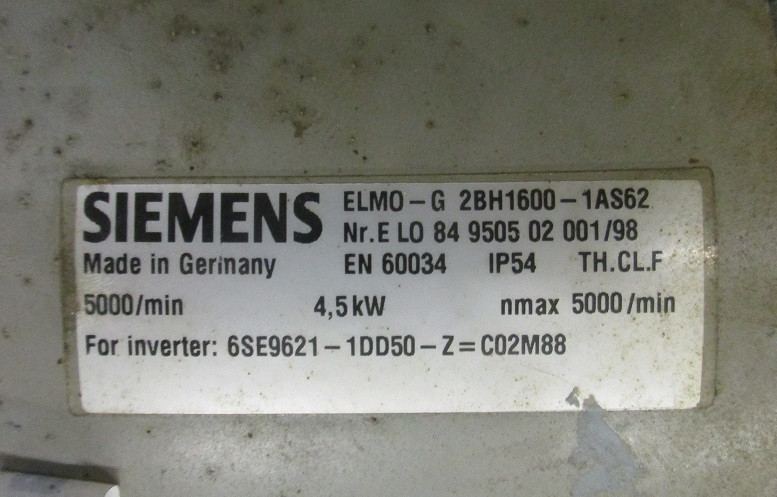 SIEMENS ELMO-G 2BH1600-1AS62
Nr.E LO 84 9505 02 001/98
Made in Germany EN 60034 IP54 TH.CL.F
5000/min 4,5kW nmax 5000/min
For inverter: 6SE9621-1DD50-Z=C02M88